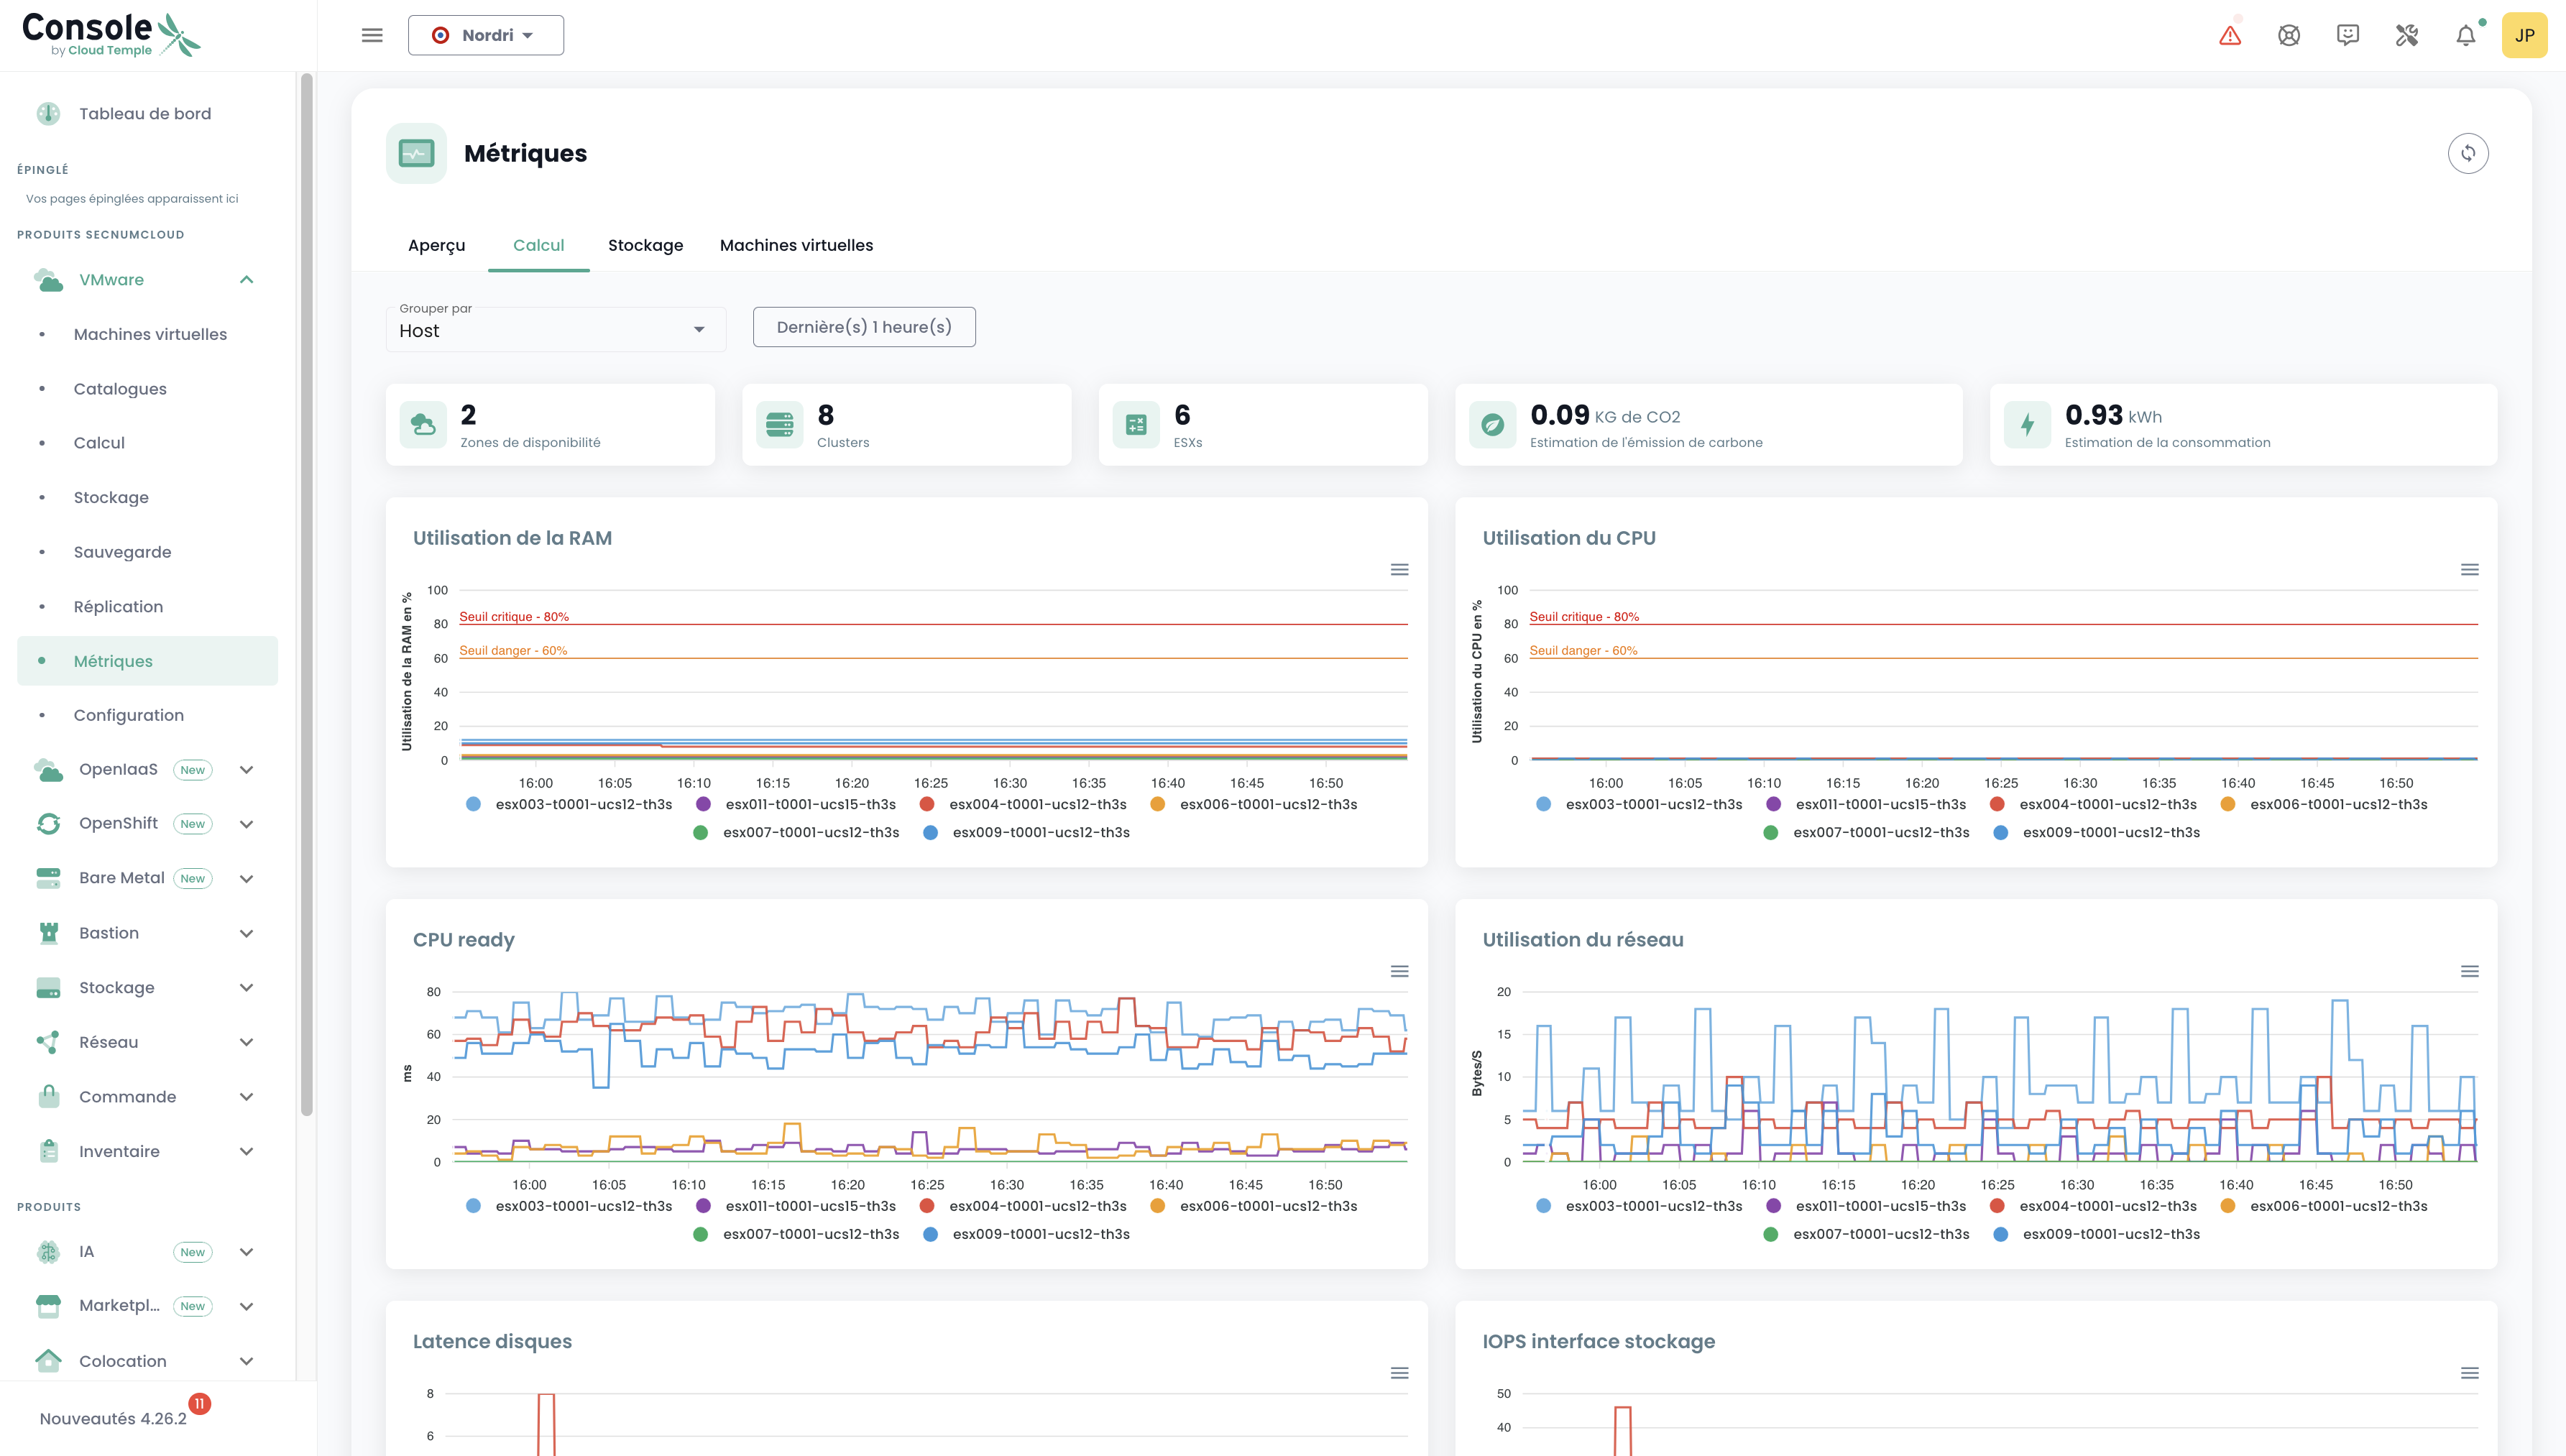 Console
by Cloud Temple
Nordri
JP
Tableau de bord
ÉPINGLÉ
Vos pages épinglées apparaissent ici
PRODUITS SECNUMCLOUD
VMware
Machines virtuelles
Catalogues
Calcul
Stockage
Sauvegarde
Réplication
Métriques
Configuration
OpenIaaS New
OpenShift New
Bare Metal New
Bastion
Stockage
Réseau
Commande
Inventaire
PRODUITS
IA New
Marketpl... New
Colocation
Nouveautés 4.26.2 11
Métriques
Aperçu Calcul Stockage Machines virtuelles
Grouper par
Host
Dernière(s) 1 heure(s)
2
Zones de disponibilité
8
Clusters
6
ESXs
0.09 KG de CO2
Estimation de l'émission de carbone
0.93 kWh
Estimation de la consommation
Utilisation de la RAM
Utilisation de la RAM en %
100
Seuil critique - 80%
80
Seuil danger - 60%
60
40
20
0
16:00 16:05 16:10 16:15 16:20 16:25 16:30 16:35 16:40 16:45 16:50
esx003-t0001-ucs12-th3s esx011-t0001-ucs15-th3s esx004-t0001-ucs12-th3s esx006-t0001-ucs12-th3s
esx007-t0001-ucs12-th3s esx009-t0001-ucs12-th3s
Utilisation du CPU
Utilisation du CPU en %
100
Seuil critique - 80%
80
Seuil danger - 60%
60
40
20
0
16:00 16:05 16:10 16:15 16:20 16:25 16:30 16:35 16:40 16:45 16:50
esx003-t0001-ucs12-th3s esx011-t0001-ucs15-th3s esx004-t0001-ucs12-th3s esx006-t0001-ucs12-th3s
esx007-t0001-ucs12-th3s esx009-t0001-ucs12-th3s
CPU ready
ms
80
60
40
20
0
16:00 16:05 16:10 16:15 16:20 16:25 16:30 16:35 16:40 16:45 16:50
esx003-t0001-ucs12-th3s esx011-t0001-ucs15-th3s esx004-t0001-ucs12-th3s esx006-t0001-ucs12-th3s
esx007-t0001-ucs12-th3s esx009-t0001-ucs12-th3s
Utilisation du réseau
Bytes/S
20
15
10
5
0
16:00 16:05 16:10 16:15 16:20 16:25 16:30 16:35 16:40 16:45 16:50
esx003-t0001-ucs12-th3s esx011-t0001-ucs15-th3s esx004-t0001-ucs12-th3s esx006-t0001-ucs12-th3s
esx007-t0001-ucs12-th3s esx009-t0001-ucs12-th3s
Latence disques
8
6
IOPS interface stockage
50
40